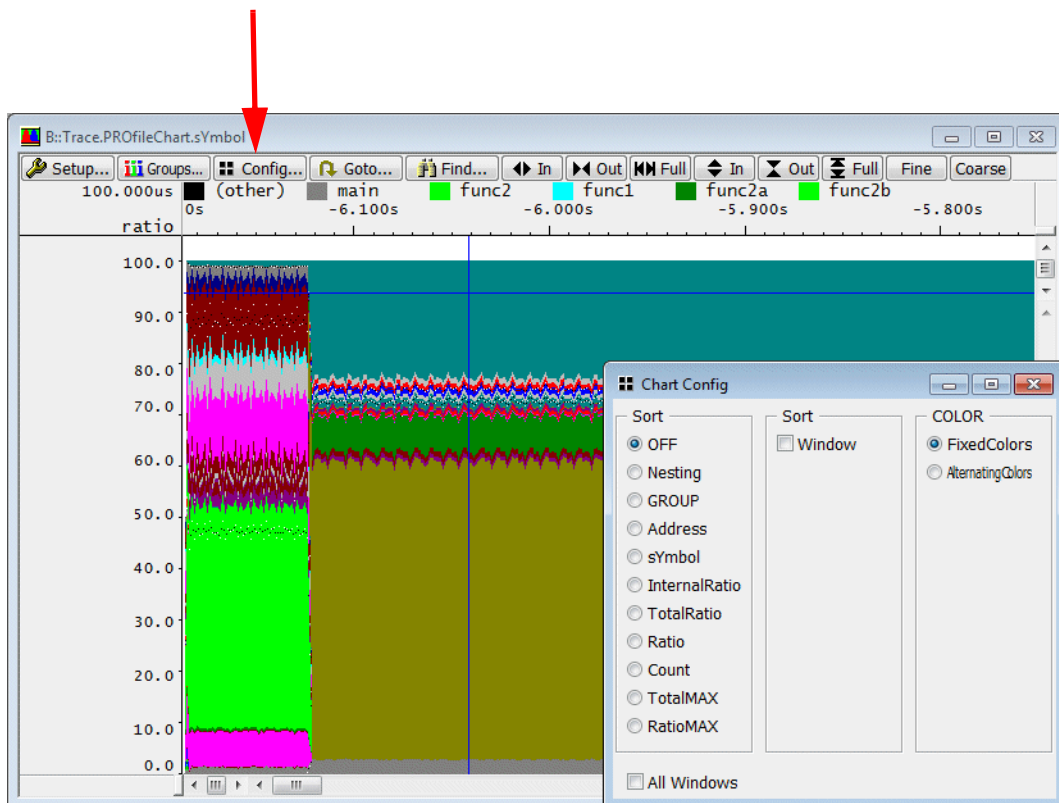 B::Trace.PROfileChart.sYmbol
Setup... Groups... Config... Goto... Find... In Out Full In Out Full Fine Coarse
100.000us (other) main func2 func1 func2a func2b
0s -6.100s -6.000s -5.900s -5.800s
ratio
100.0
90.0
80.0
70.0
60.0
50.0
40.0
30.0
20.0
10.0
0.0
Chart Config
Sort Sort COLOR
OFF Window FixedColors
Nesting AlternatingColors
GROUP
Address
sYmbol
InternalRatio
TotalRatio
Ratio
Count
TotalMAX
RatioMAX
All Windows